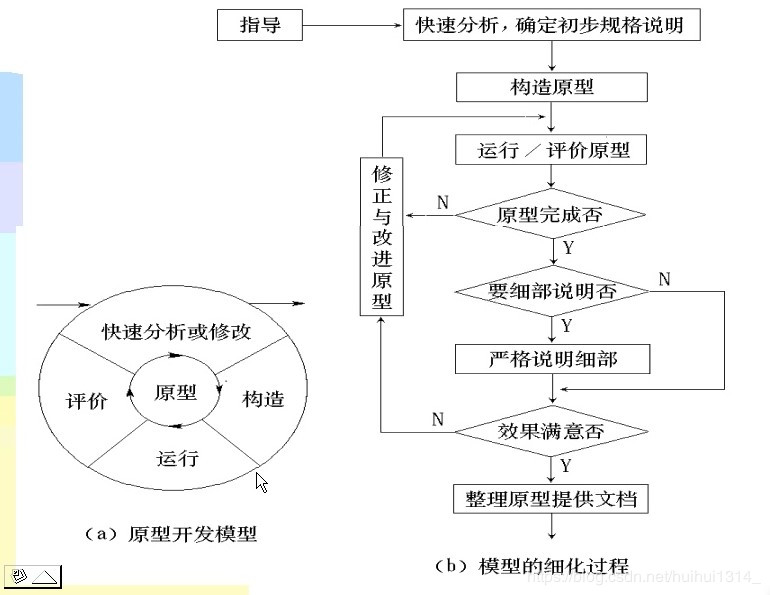 指导
快速分析，确定初步规格说明
构造原型
运行／评价原型
修正与改进原型
N
原型完成否
Y
要细部说明否
N
Y
严格说明细部
N
效果满意否
Y
整理原型提供文档
（b）模型的细化过程
快速分析或修改
评价
原型
构造
运行
（a）原型开发模型
https://blog.csdn.net/huihui1314_